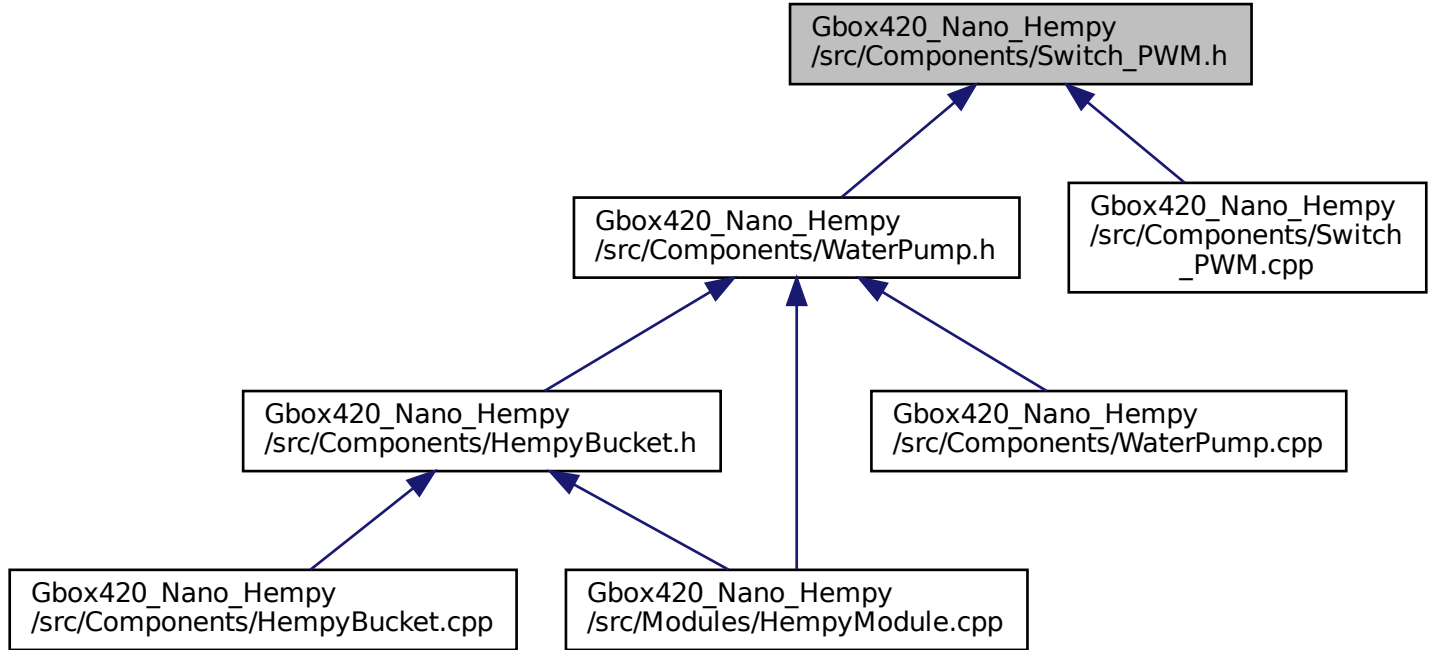 Gbox420_Nano_Hempy
/src/Components/Switch_PWM.h
Gbox420_Nano_Hempy
/src/Components/WaterPump.h
Gbox420_Nano_Hempy
/src/Components/Switch
_PWM.cpp
Gbox420_Nano_Hempy
/src/Components/HempyBucket.h
Gbox420_Nano_Hempy
/src/Components/WaterPump.cpp
Gbox420_Nano_Hempy
/src/Components/HempyBucket.cpp
Gbox420_Nano_Hempy
/src/Modules/HempyModule.cpp